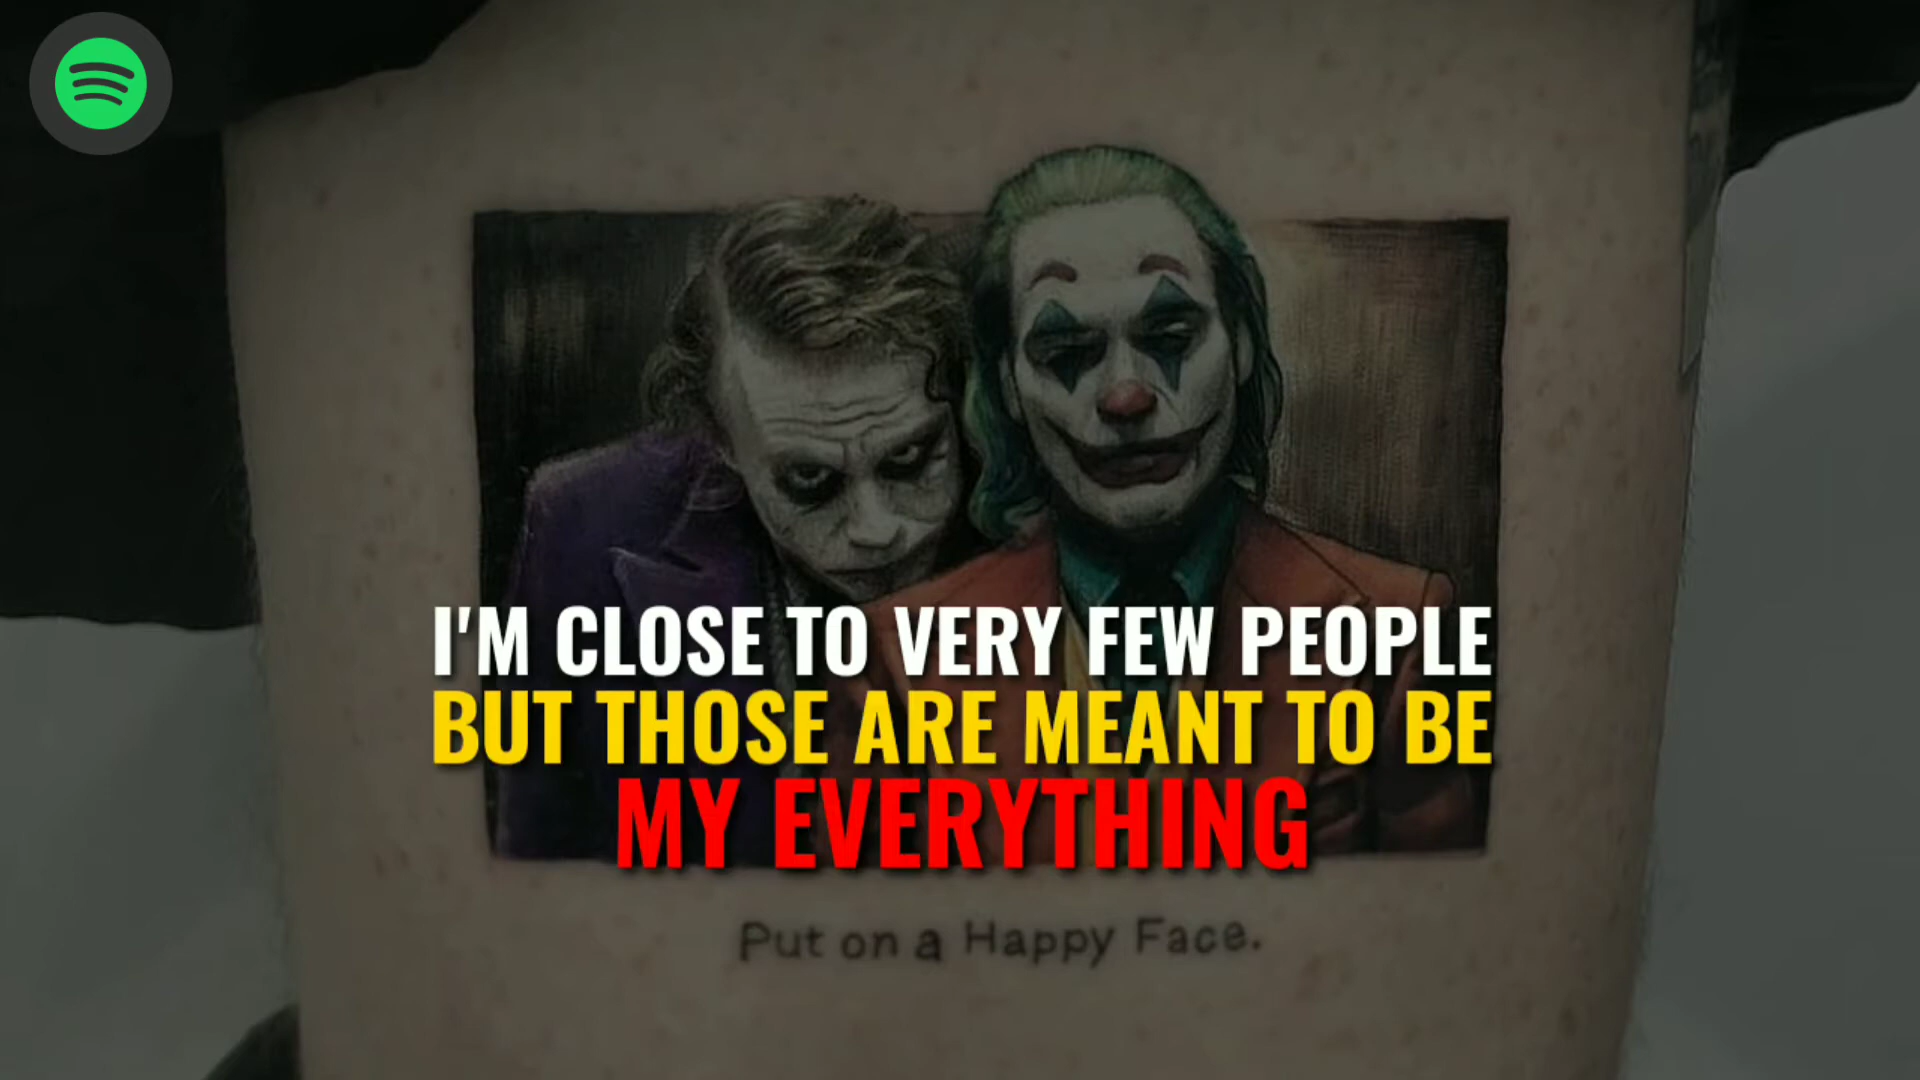 I'M CLOSE TO VERY FEW PEOPLE
BUT THOSE ARE MEANT TO BE
MY EVERYTHING
Put on a Happy Face.